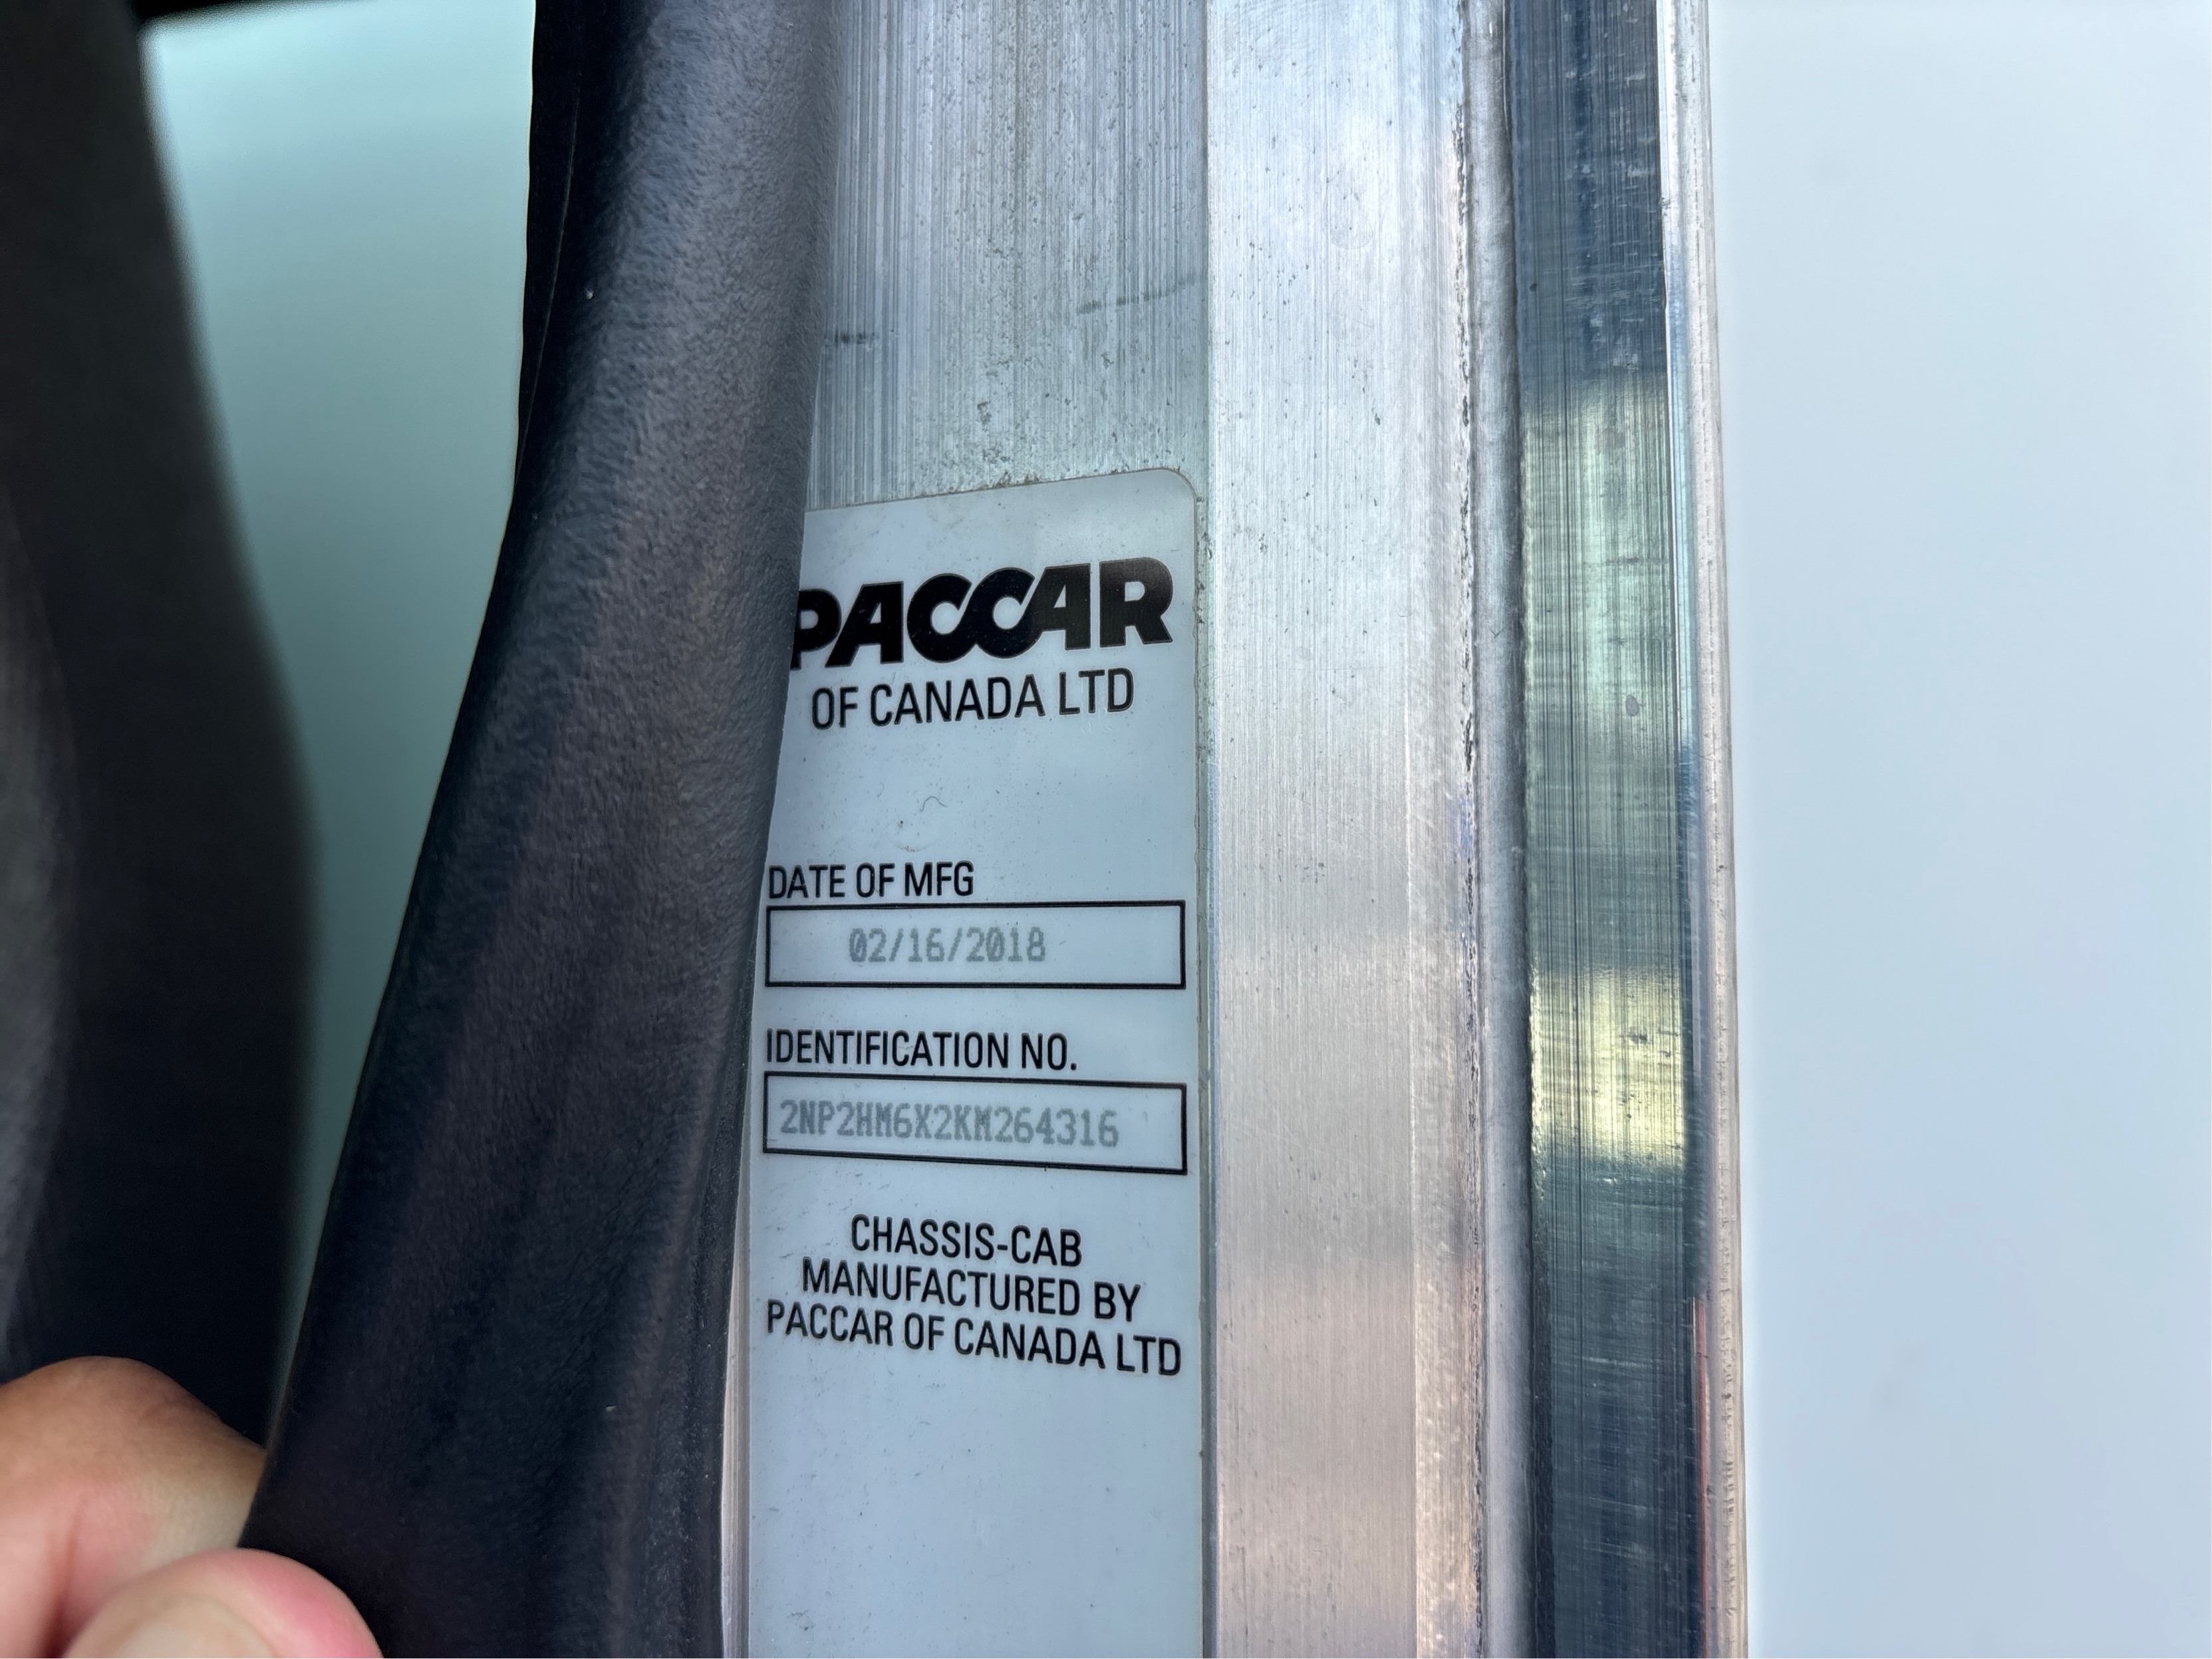 PACCAR
OF CANADA LTD
DATE OF MFG
02/16/2018
IDENTIFICATION NO.
2NP2HM6X2KM264316
CHASSIS-CAB
MANUFACTURED BY
PACCAR OF CANADA LTD